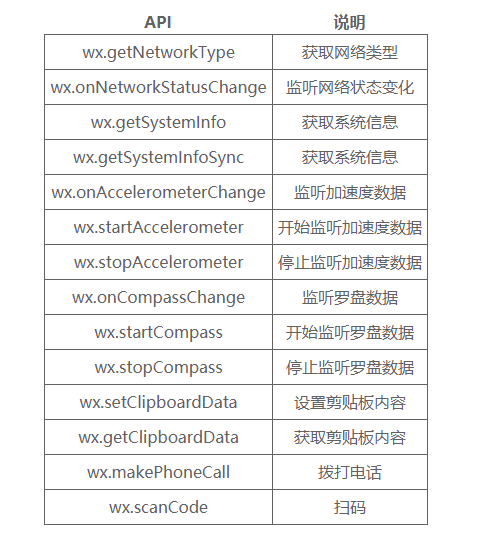 API 说明
wx.getNetworkType 获取网络类型
wx.onNetworkStatusChange 监听网络状态变化
wx.getSystemInfo 获取系统信息
wx.getSystemInfoSync 获取系统信息
wx.onAccelerometerChange 监听加速度数据
wx.startAccelerometer 开始监听加速度数据
wx.stopAccelerometer 停止监听加速度数据
wx.onCompassChange 监听罗盘数据
wx.startCompass 开始监听罗盘数据
wx.stopCompass 停止监听罗盘数据
wx.setClipboardData 设置剪贴板内容
wx.getClipboardData 获取剪贴板内容
wx.makePhoneCall 拨打电话
wx.scanCode 扫码